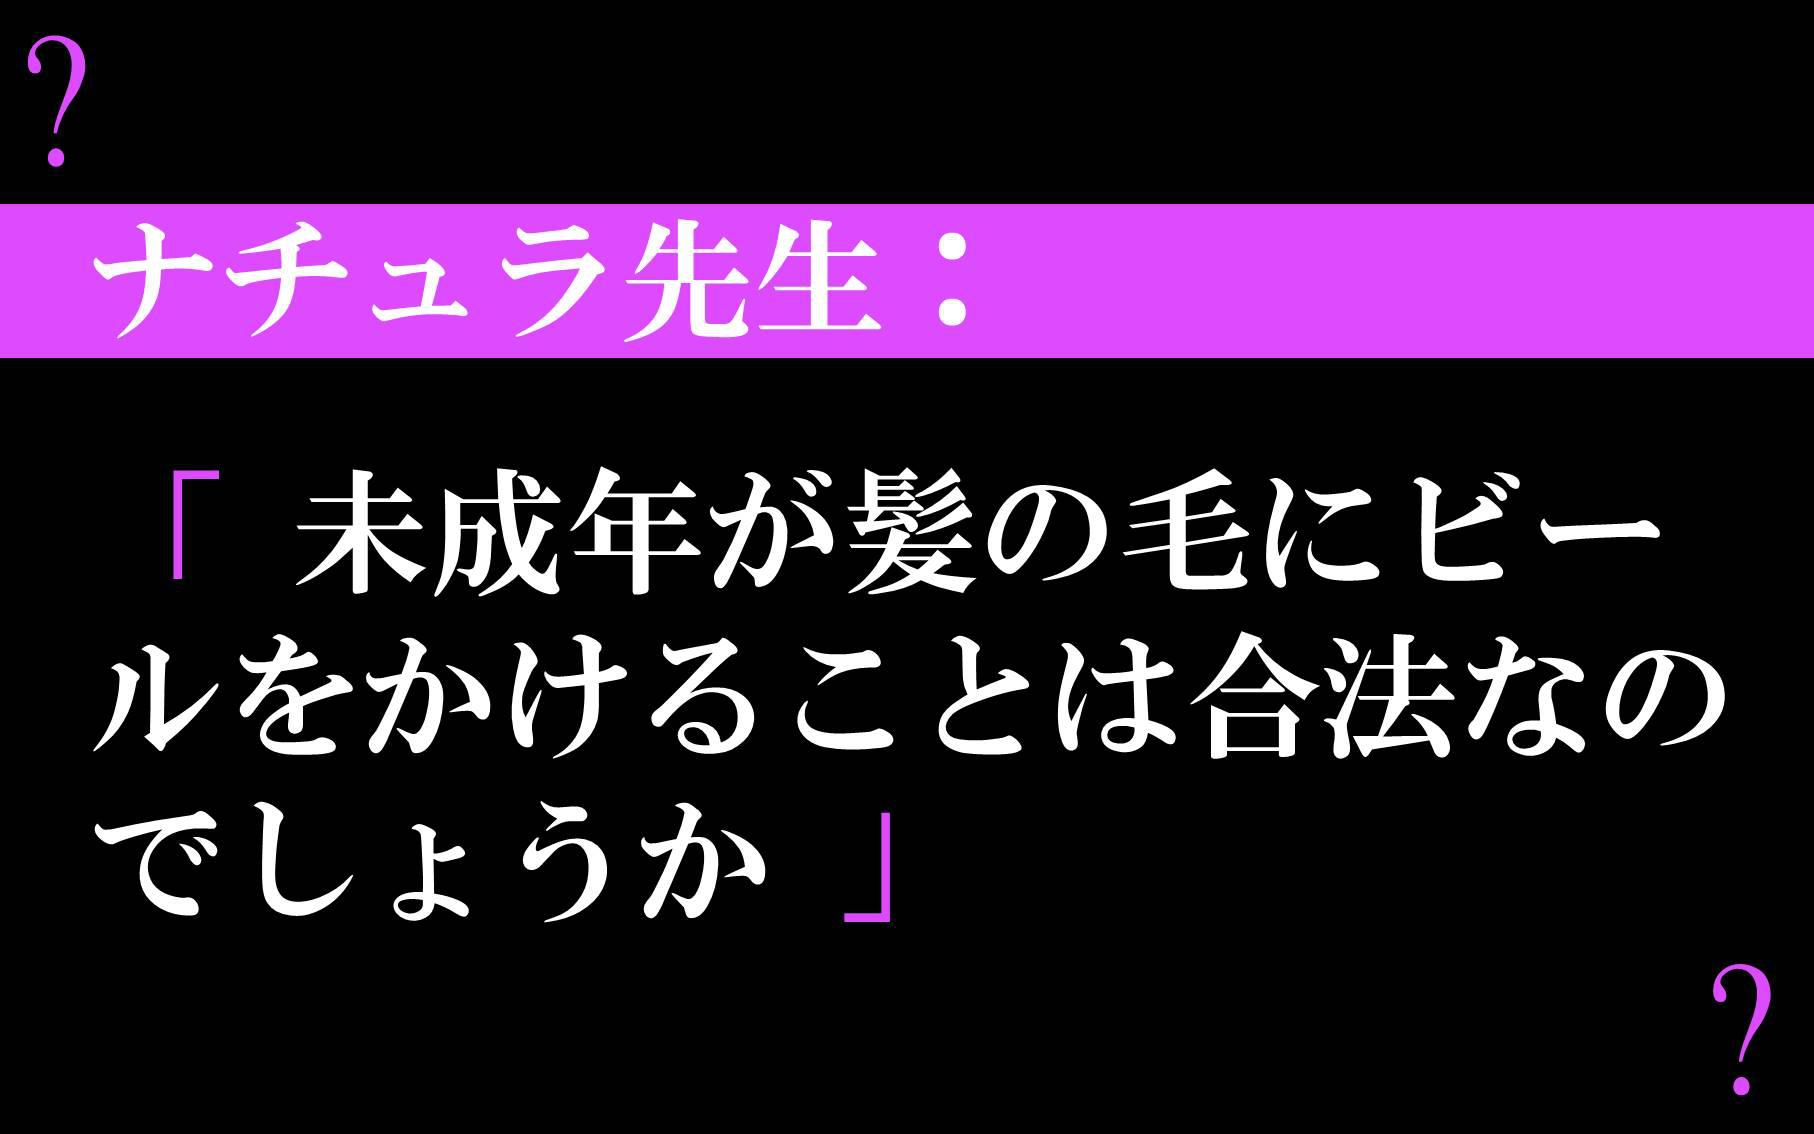 ?
ナチュラ先生：
「 未成年が髪の毛にビー
ルをかけることは合法なの
でしょうか 」
?